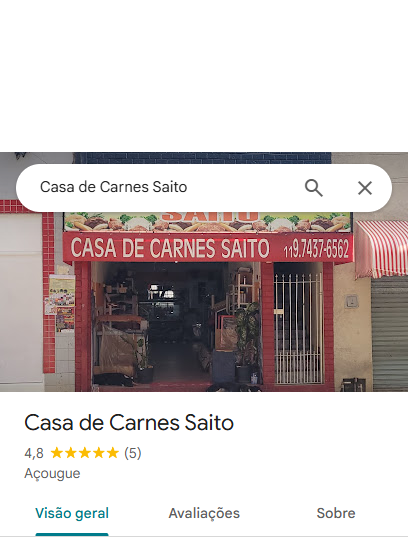 Casa de Carnes Saito
SAITO
CASA DE CARNES SAITO 11 9.7437-6562
Casa de Carnes Saito
4,8 (5)
Açougue
Visão geral Avaliações Sobre